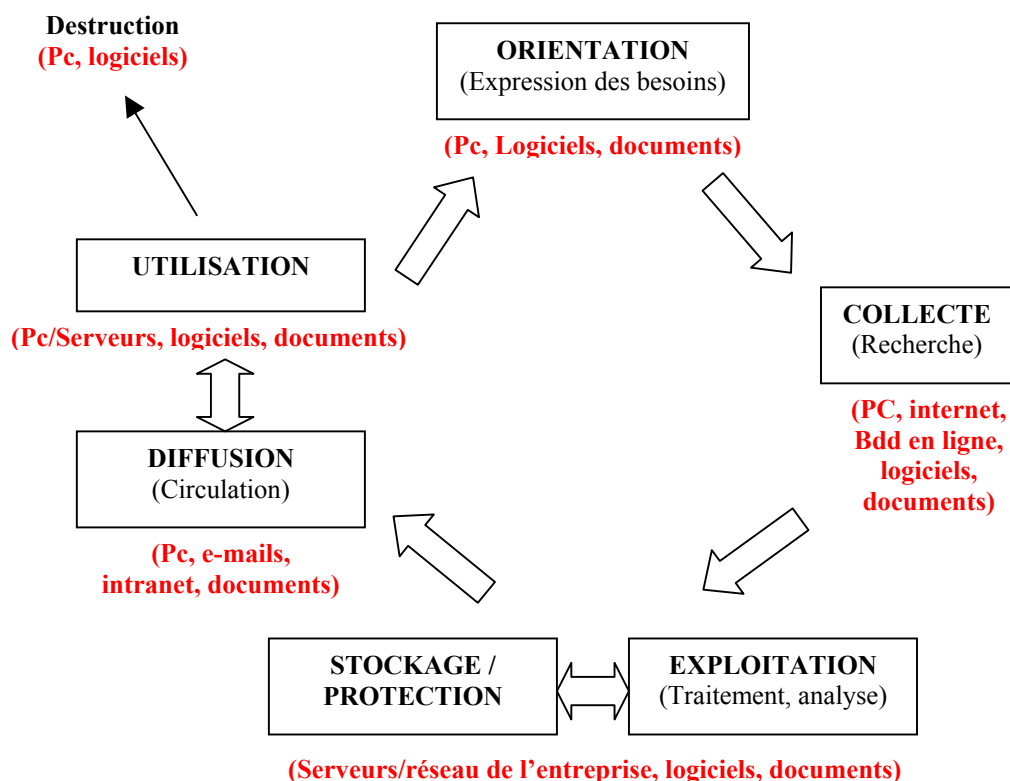 Destruction
(Pc, logiciels)
ORIENTATION
(Expression des besoins)
(Pc, Logiciels, documents)
UTILISATION
(Pc/Serveurs, logiciels, documents)
COLLECTE
(Recherche)
(PC, internet,
Bdd en ligne,
logiciels,
documents)
DIFFUSION
(Circulation)
(Pc, e-mails,
intranet, documents)
STOCKAGE /
PROTECTION
EXPLOITATION
(Traitement, analyse)
(Serveurs/réseau de l’entreprise, logiciels, documents)